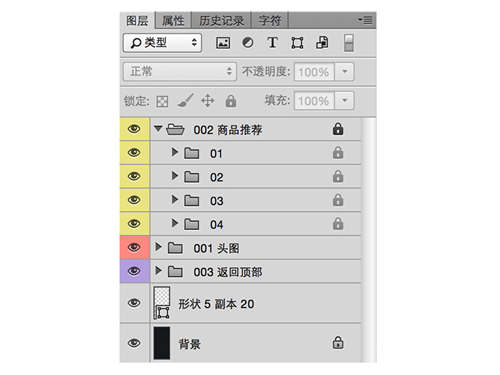 图层 属性 历史记录 字符
类型
正常 不透明度: 100%
锁定: 填充: 100%
002 商品推荐
01
02
03
04
001 头图
003 返回顶部
形状 5 副本 20
背景